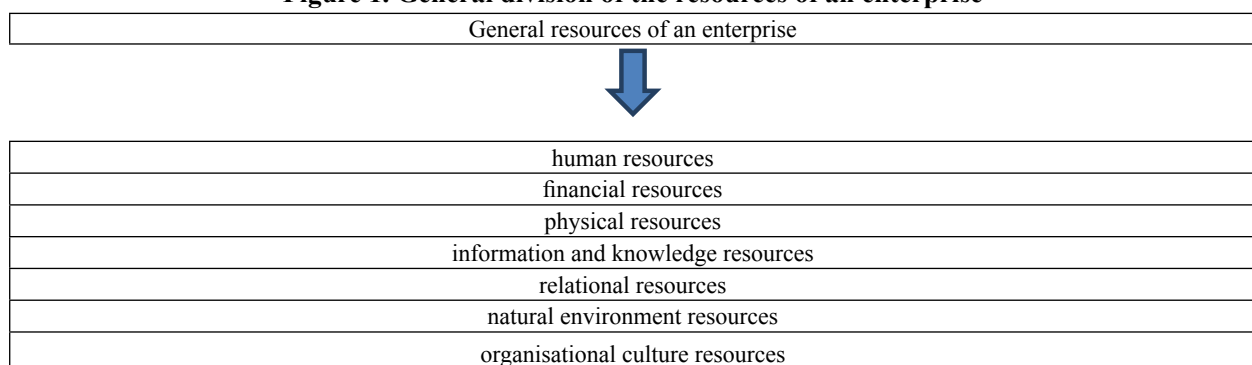 Figure 1. General division of the resources of an enterprise
General resources of an enterprise
human resources
financial resources
physical resources
information and knowledge resources
relational resources
natural environment resources
organisational culture resources